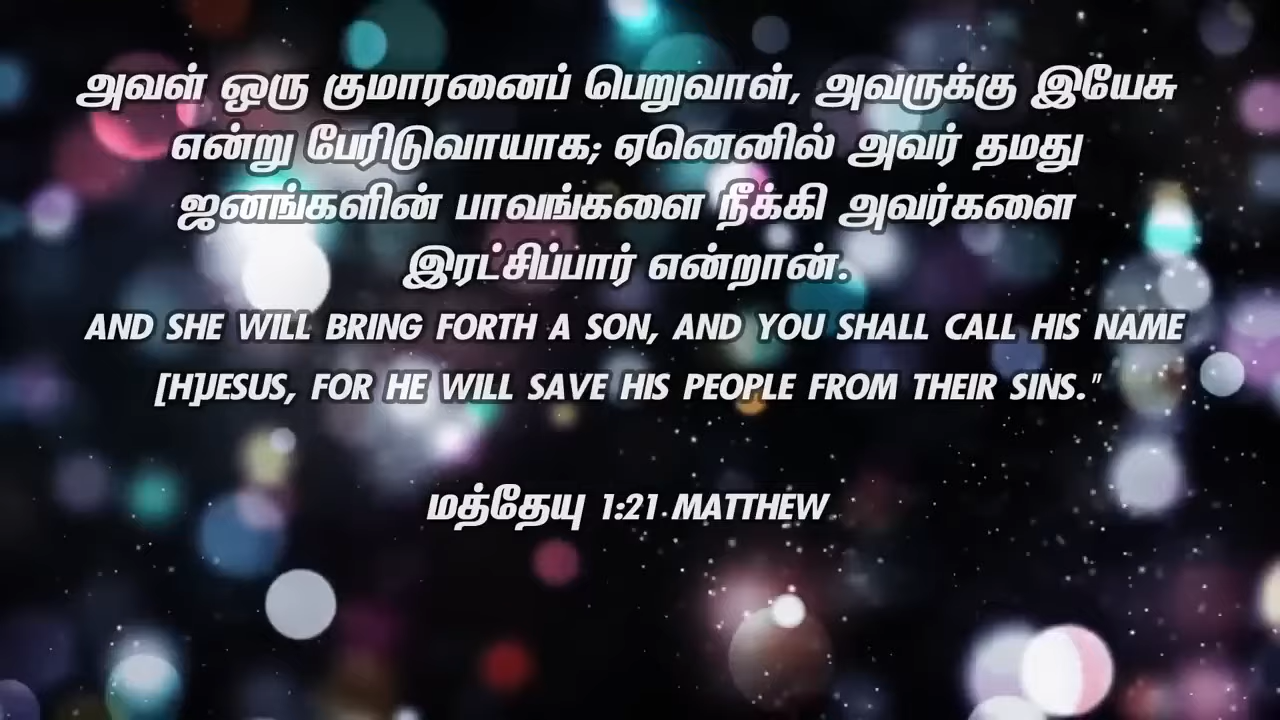 அவள் ஒரு குமாரனைப் பெறுவாள், அவருக்கு இயேசு
என்று பேரிடுவாயாக; ஏனெனில் அவர் தமது
ஜனங்களின் பாவங்களை நீக்கி அவர்களை
இரட்சிப்பார் என்றான்.
AND SHE WILL BRING FORTH A SON, AND YOU SHALL CALL HIS NAME
[H]JESUS, FOR HE WILL SAVE HIS PEOPLE FROM THEIR SINS."
மத்தேயு 1:21 MATTHEW